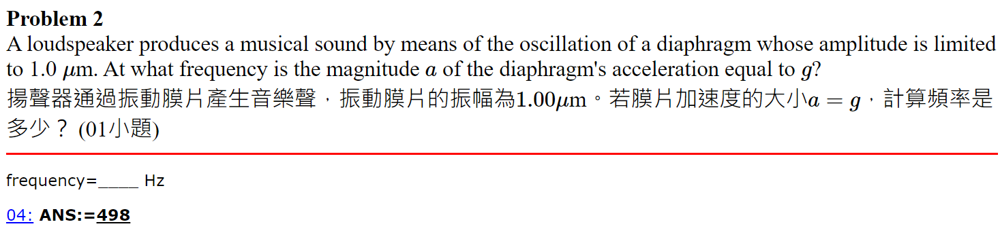 Problem 2
A loudspeaker produces a musical sound by means of the oscillation of a diaphragm whose amplitude is limited
to 1.0 μm. At what frequency is the magnitude a of the diaphragm's acceleration equal to g?
揚聲器通過振動膜片產生音樂聲，振動膜片的振幅為1.00μm。若膜片加速度的大小a = g，計算頻率是
多少？ (01小題)
frequency=____ Hz
04: ANS:=498